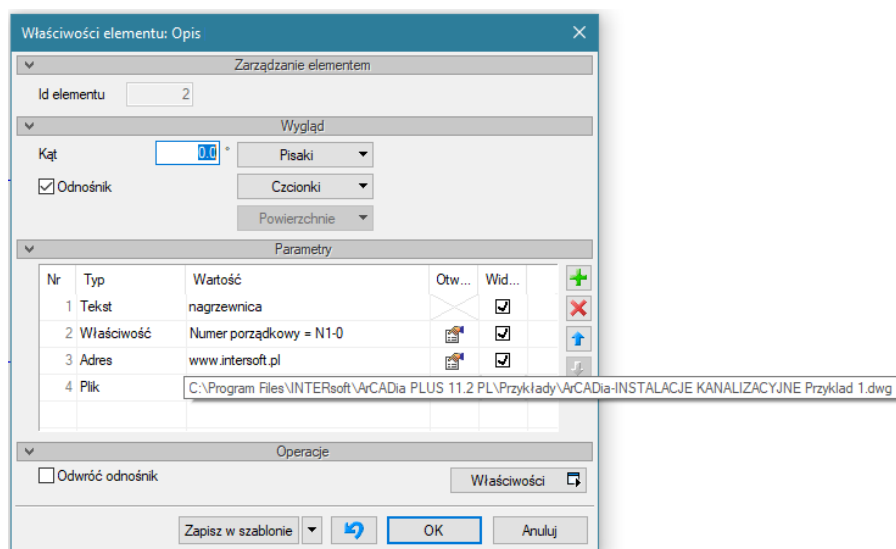 Właściwości elementu: Opis
Zarządzanie elementem
Id elementu 2
Wygląd
Kąt 0.0 ° Pisaki
Odnośnik Czcionki
Powierzchnie
Parametry
Nr Typ Wartość Otw... Wid...
1 Tekst nagrzewnica
2 Właściwość Numer porządkowy = N1-0
3 Adres www.intersoft.pl
4 Plik C:\Program Files\INTERsoft\ArCADia PLUS 11.2 PL\Przykłady\ArCADia-INSTALACJE KANALIZACYJNE Przyklad 1.dwg
Operacje
Odwróć odnośnik Właściwości
Zapisz w szablonie OK Anuluj